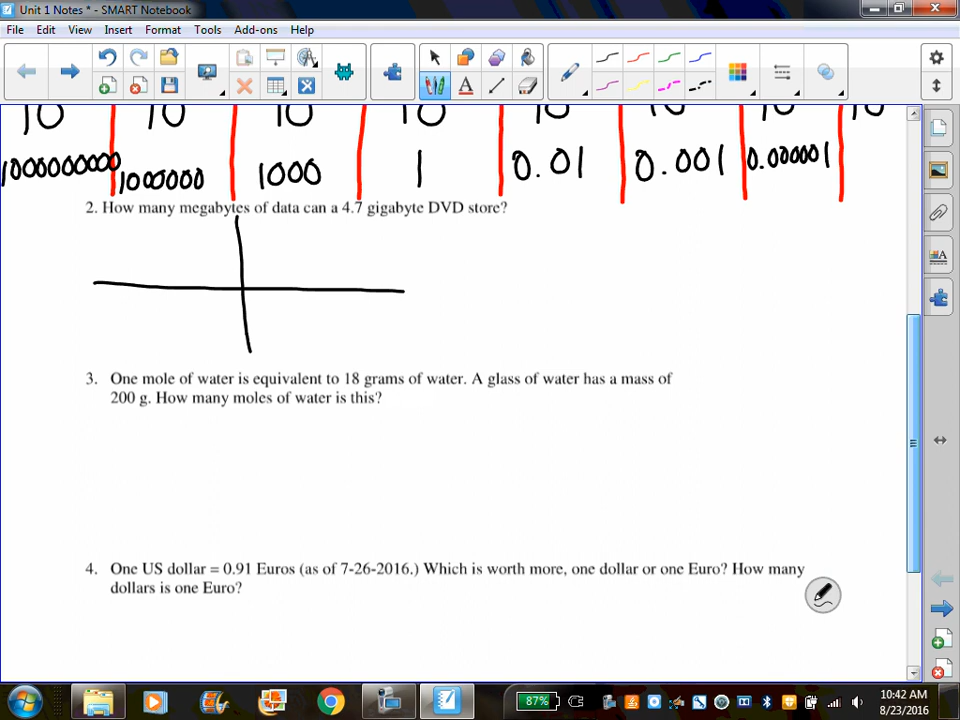 Unit 1 Notes * - SMART Notebook
File Edit View Insert Format Tools Add-ons Help
10 10 10 10 10 10 10 10
1000000000 1000000 1000 1 0.01 0.001 0.000001
2. How many megabytes of data can a 4.7 gigabyte DVD store?
3. One mole of water is equivalent to 18 grams of water. A glass of water has a mass of
200 g. How many moles of water is this?
4. One US dollar = 0.91 Euros (as of 7-26-2016.) Which is worth more, one dollar or one Euro? How many
dollars is one Euro?
87%
10:42 AM
8/23/2016